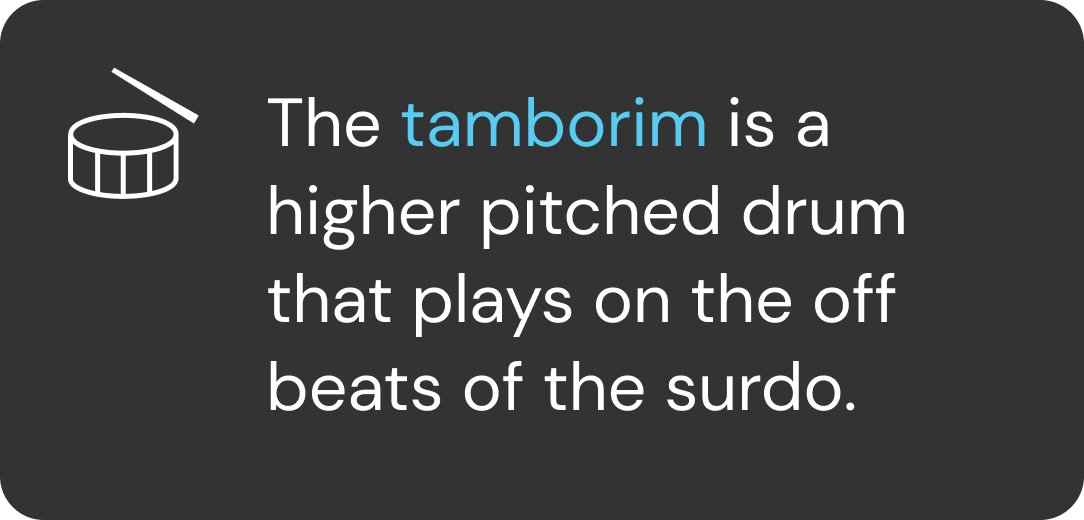 The tamborim is a
higher pitched drum
that plays on the off
beats of the surdo.